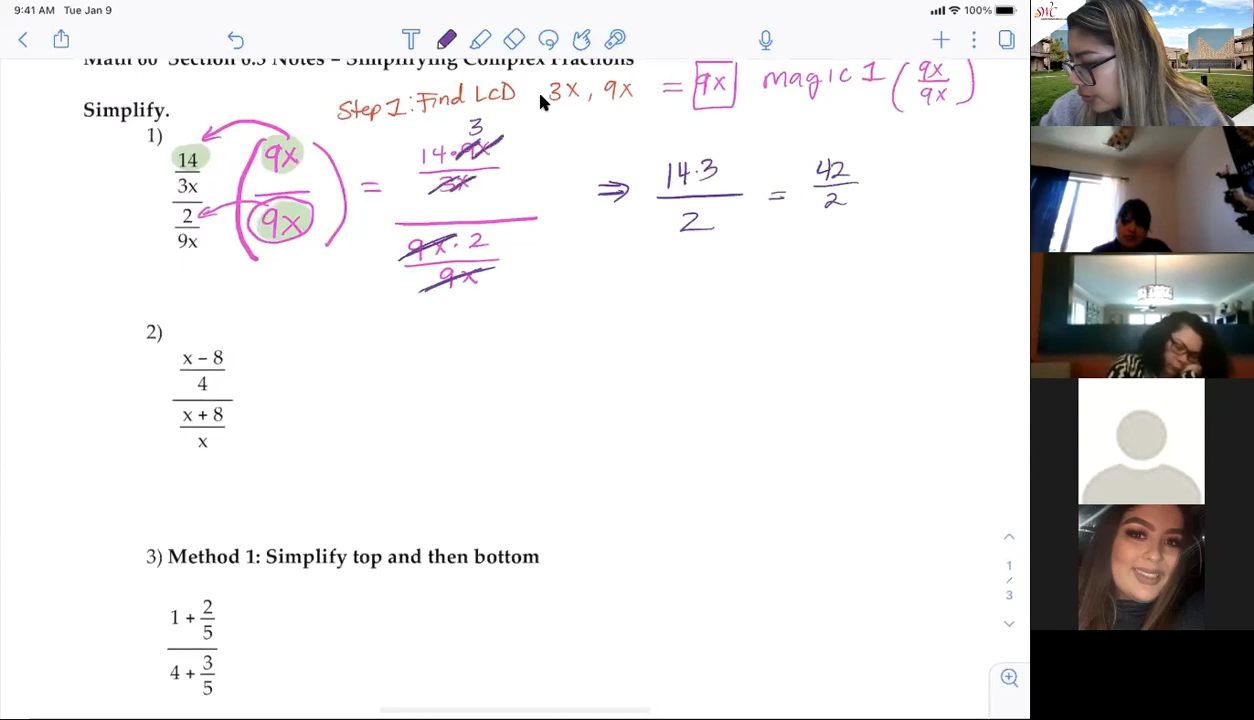 9:41 AM Tue Jan 9
100%
Math 60 Section 6.3 Notes – Simplifying Complex Fractions
Simplify.
Step 1: Find LCD 3x, 9x = 9x magic 1 (9x/9x)
1)
14/3x / 2/9x (9x/9x) = 14·9x/3x / 9x·2/9x ⇒ 14·3/2 = 42/2
3
2)
x – 8
4
x + 8
x
3) Method 1: Simplify top and then bottom
1 + 2/5
4 + 3/5
1
/
3
SWC